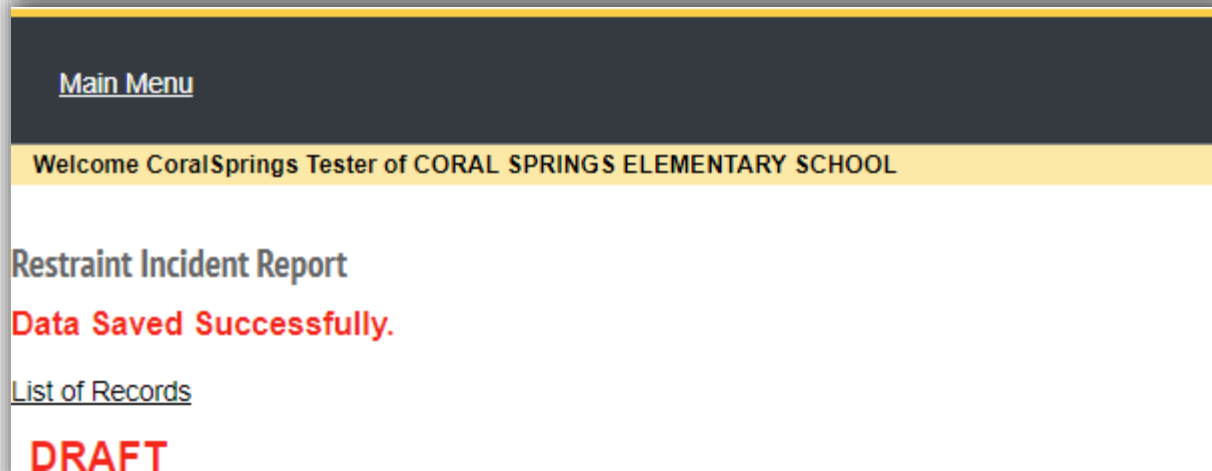 Main Menu
Welcome CoralSprings Tester of CORAL SPRINGS ELEMENTARY SCHOOL
Restraint Incident Report
Data Saved Successfully.
List of Records
DRAFT